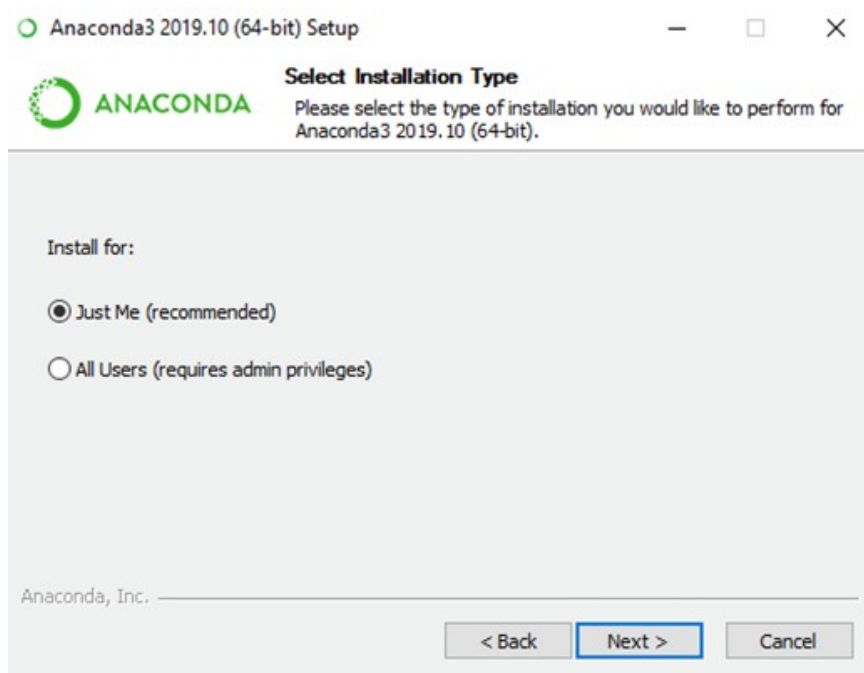 Anaconda3 2019.10 (64-bit) Setup
ANACONDA
Select Installation Type
Please select the type of installation you would like to perform for
Anaconda3 2019.10 (64-bit).
Install for:
Just Me (recommended)
All Users (requires admin privileges)
Anaconda, Inc.
< Back
Next >
Cancel